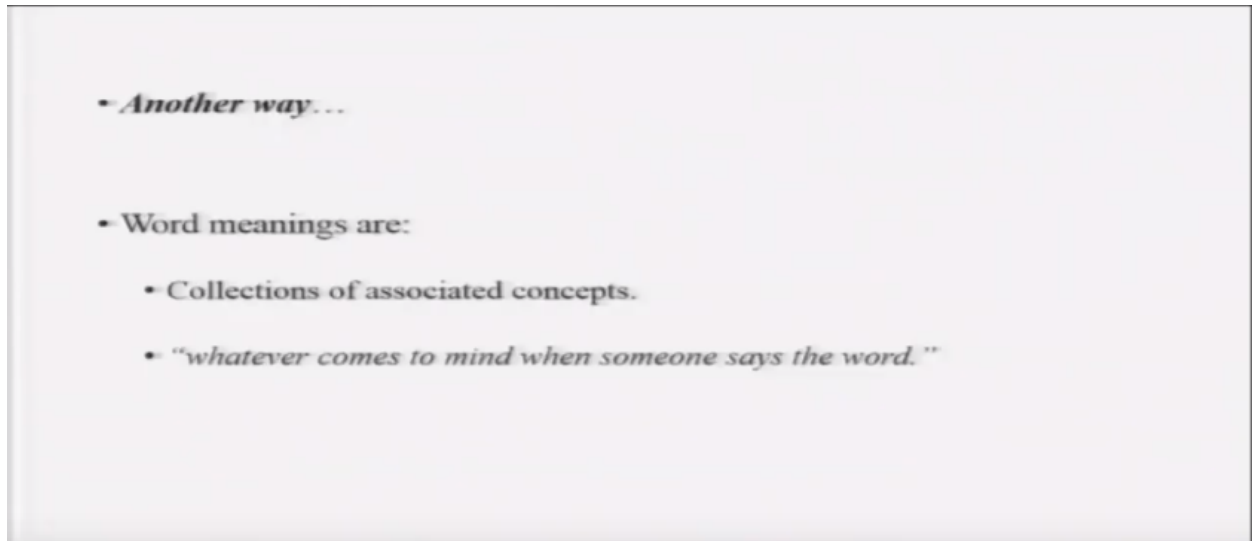 • Another way…
• Word meanings are:
• Collections of associated concepts.
• “whatever comes to mind when someone says the word.”